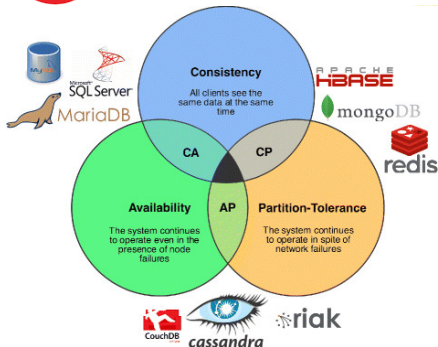 MySQL
Microsoft
SQL Server
MariaDB
Consistency
All clients see the
same data at the same
time
APACHE
HBASE
mongoDB
redis
CA
CP
Availability
The system continues
to operate even in the
presence of node
failures
AP
Partition-Tolerance
The system continues
to operate in spite of
network failures
CouchDB
cassandra
riak